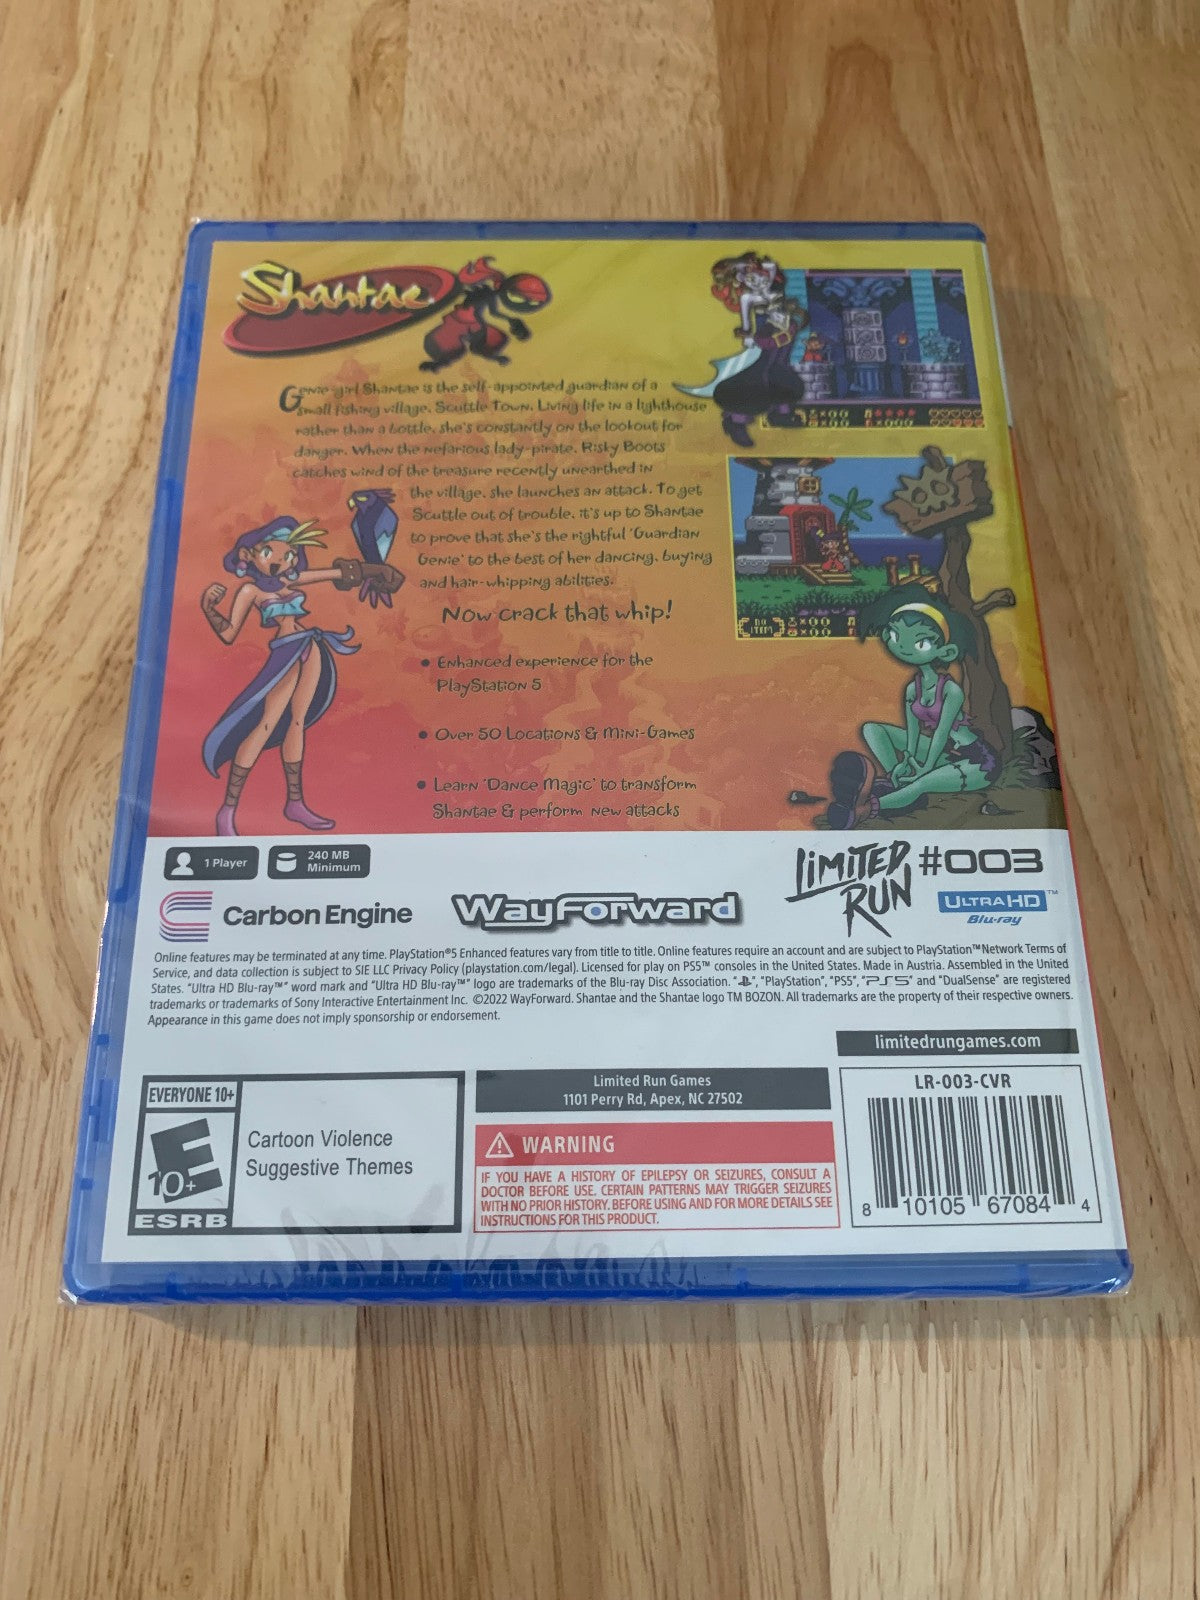 Shantae
Genie-girl Shantae is the self-appointed guardian of a
small fishing village, Scuttle Town. Living life in a lighthouse
rather than a bottle, she's constantly on the lookout for
danger. When the nefarious lady-pirate, Risky Boots
catches wind of the treasure recently unearthed in
the village, she launches an attack. To get
Scuttle out of trouble, it's up to Shantae
to prove that she's the rightful 'Guardian
Genie' to the best of her dancing, buying
and hair-whipping abilities.
Now crack that whip!
• Enhanced experience for the
PlayStation 5
• Over 50 Locations & Mini-Games
• Learn 'Dance Magic' to transform
Shantae & perform new attacks
×00
×00
×000
NO
ITEM
×00
×00
1 Player
240 MB
Minimum
Carbon Engine
WayForward
LIMITED
RUN
#003
ULTRA HD™
Blu-ray
Online features may be terminated at any time. PlayStation®5 Enhanced features vary from title to title. Online features require an account and are subject to PlayStation™Network Terms of
Service, and data collection is subject to SIE LLC Privacy Policy (playstation.com/legal). Licensed for play on PS5™ consoles in the United States. Made in Austria. Assembled in the United
States. "Ultra HD Blu-ray™" word mark and "Ultra HD Blu-ray™" logo are trademarks of the Blu-ray Disc Association. "PS", "PlayStation", "PS5", "PS5" and "DualSense" are registered
trademarks or trademarks of Sony Interactive Entertainment Inc. ©2022 WayForward. Shantae and the Shantae logo TM BOZON. All trademarks are the property of their respective owners.
Appearance in this game does not imply sponsorship or endorsement.
limitedrungames.com
EVERYONE 10+
E
10+
ESRB
Cartoon Violence
Suggestive Themes
Limited Run Games
1101 Perry Rd, Apex, NC 27502
WARNING
IF YOU HAVE A HISTORY OF EPILEPSY OR SEIZURES, CONSULT A
DOCTOR BEFORE USE. CERTAIN PATTERNS MAY TRIGGER SEIZURES
WITH NO PRIOR HISTORY. BEFORE USING AND FOR MORE DETAILS SEE
INSTRUCTIONS FOR THIS PRODUCT.
LR-003-CVR
8 10105 67084 4